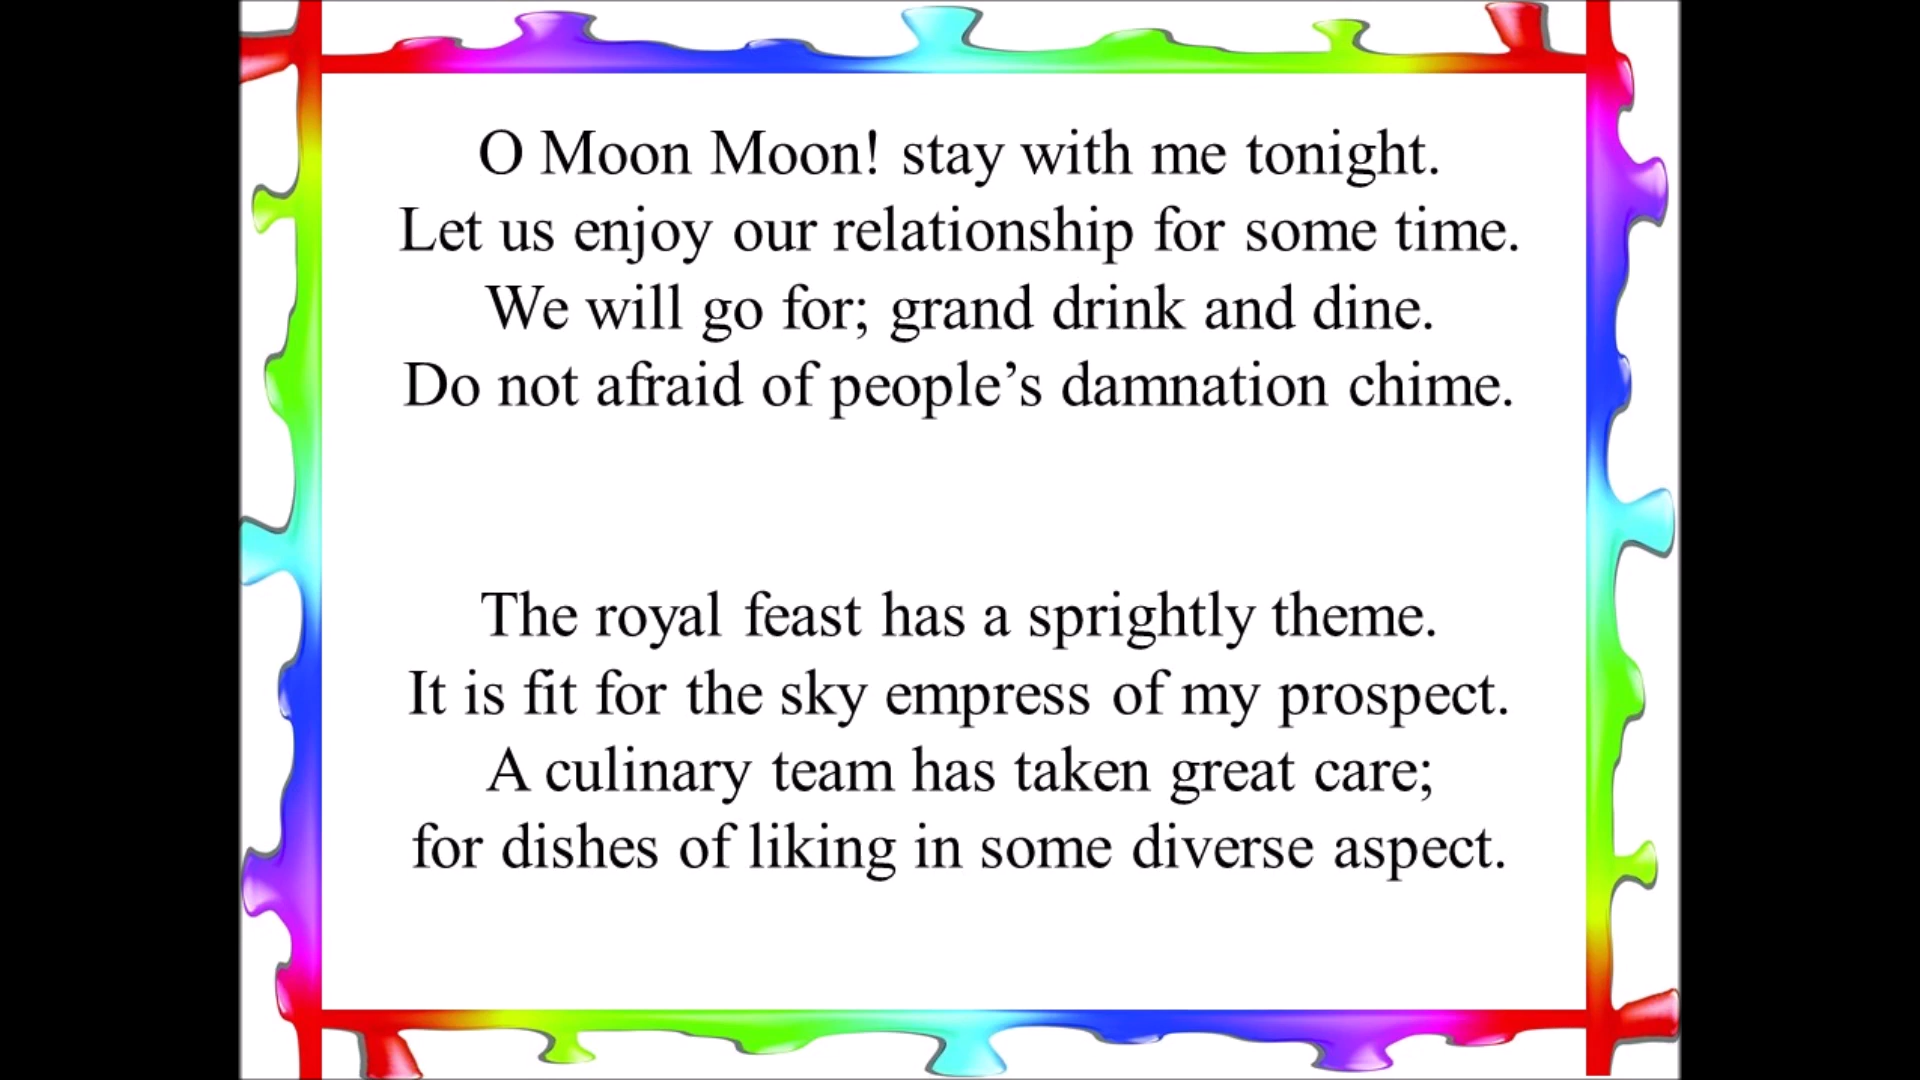 O Moon Moon! stay with me tonight.
Let us enjoy our relationship for some time.
We will go for; grand drink and dine.
Do not afraid of people’s damnation chime.
The royal feast has a sprightly theme.
It is fit for the sky empress of my prospect.
A culinary team has taken great care;
for dishes of liking in some diverse aspect.